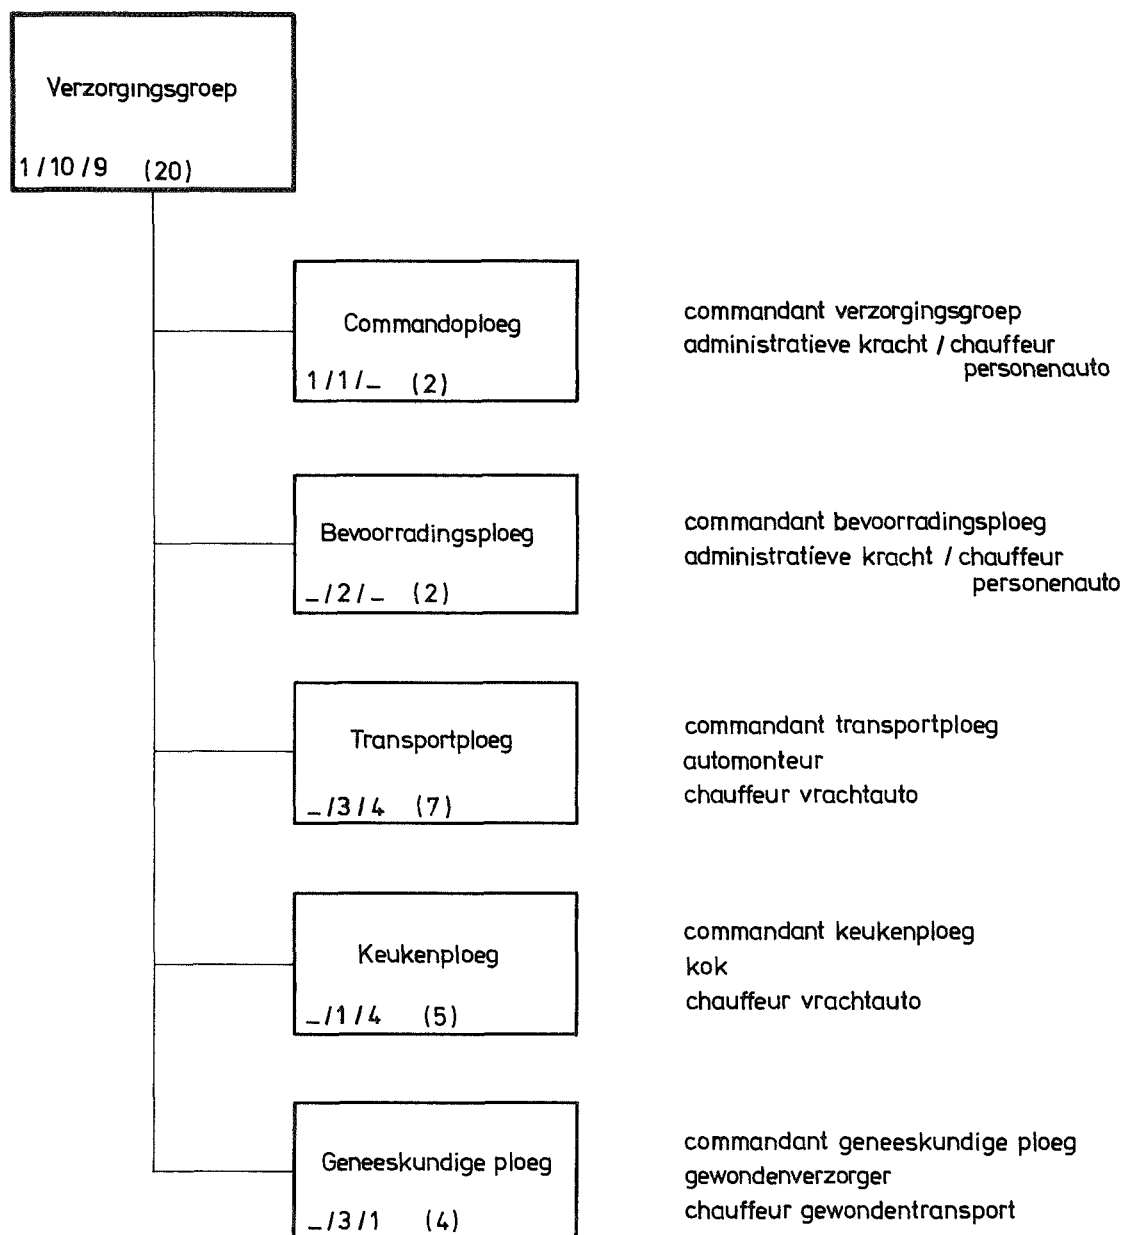 Verzorgingsgroep
1/10/9 (20)
Commandoploeg
1/1/– (2)
commandant verzorgingsgroep
administratieve kracht / chauffeur
personenauto
Bevoorradingsploeg
–/2/– (2)
commandant bevoorradingsploeg
administratieve kracht / chauffeur
personenauto
Transportploeg
–/3/4 (7)
commandant transportploeg
automonteur
chauffeur vrachtauto
Keukenploeg
–/1/4 (5)
commandant keukenploeg
kok
chauffeur vrachtauto
Geneeskundige ploeg
–/3/1 (4)
commandant geneeskundige ploeg
gewondenverzorger
chauffeur gewondentransport